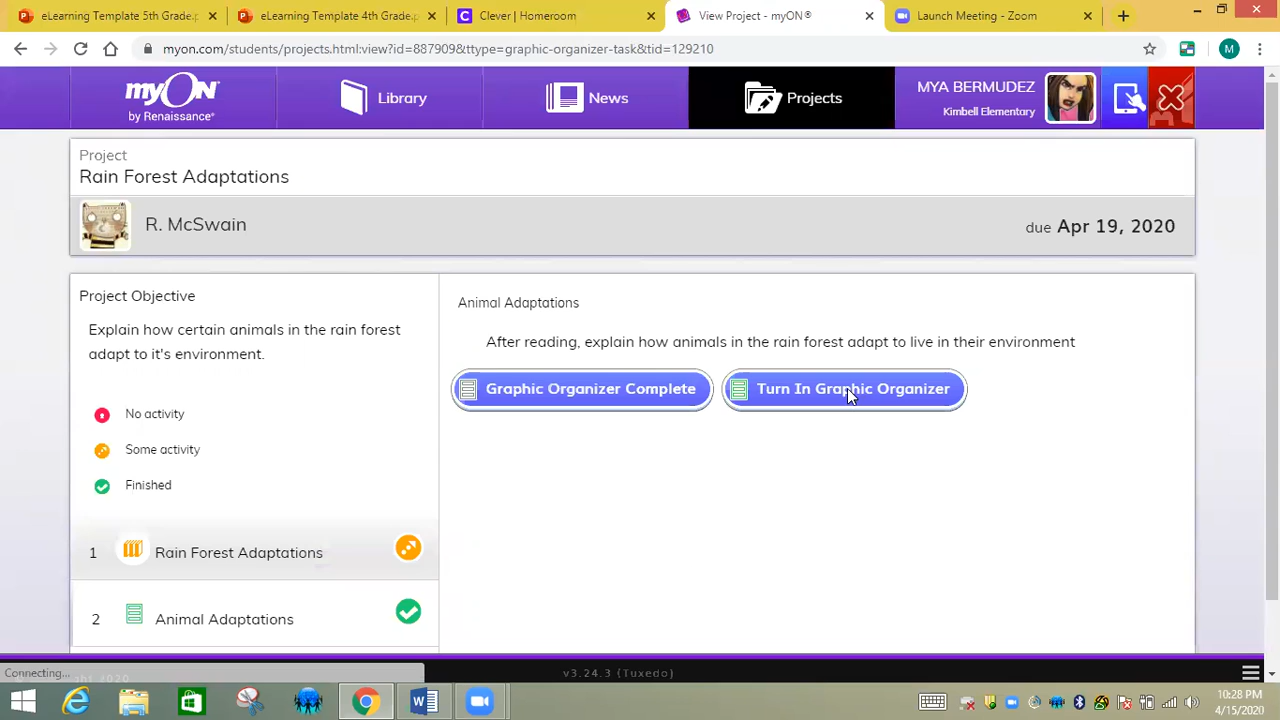 eLearning Template 5th Grade.p
eLearning Template 4th Grade.p
Clever | Homeroom
View Project - myON®
Launch Meeting - Zoom
myon.com/students/projects.html:view?id=887909&ttype=graphic-organizer-task&tid=129210
M
myON
by Renaissance®
Library
News
Projects
MYA BERMUDEZ
Kimbell Elementary
Project
Rain Forest Adaptations
R. McSwain
due Apr 19, 2020
Project Objective
Explain how certain animals in the rain forest
adapt to it's environment.
No activity
Some activity
Finished
1 Rain Forest Adaptations
2 Animal Adaptations
Animal Adaptations
After reading, explain how animals in the rain forest adapt to live in their environment
Graphic Organizer Complete
Turn In Graphic Organizer
Connecting...
v3.24.3 (Tuxedo)
10:28 PM
4/15/2020